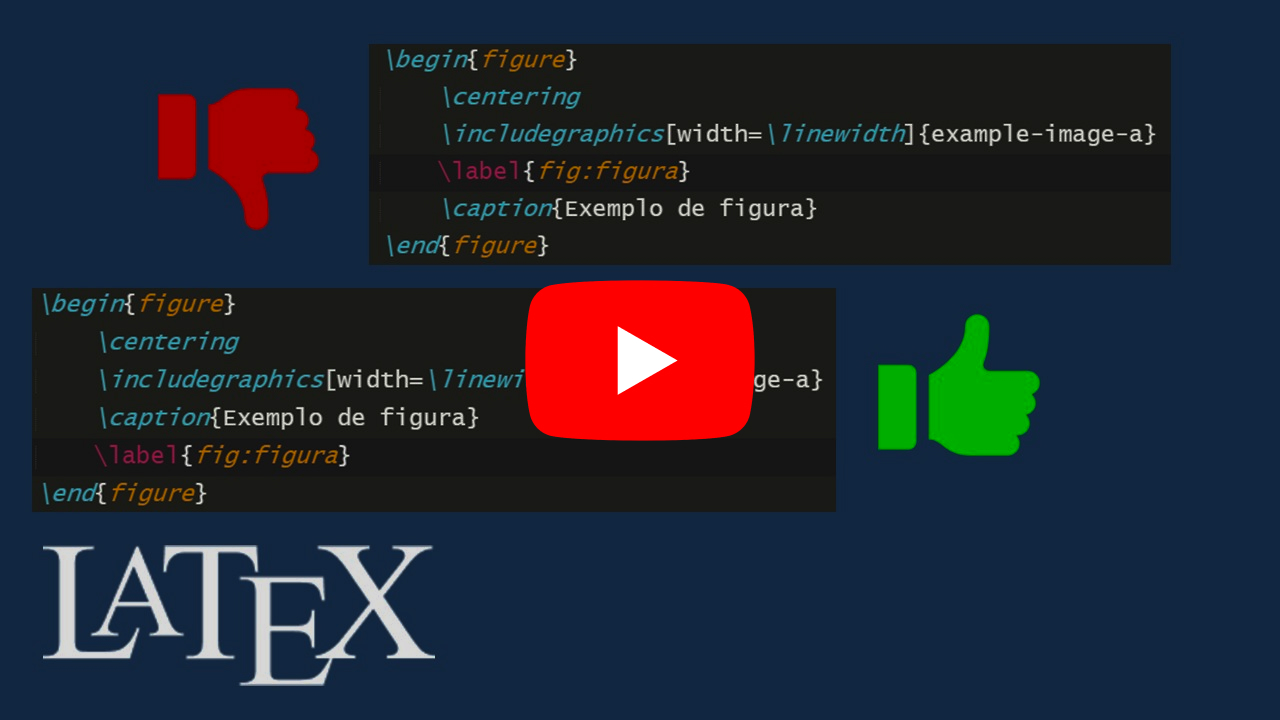 \begin{figure}
\centering
\includegraphics[width=\linewidth]{example-image-a}
\label{fig:figura}
\caption{Exemplo de figura}
\end{figure}
\begin{figure}
\centering
\includegraphics[width=\linewi ge-a}
\caption{Exemplo de figura}
\label{fig:figura}
\end{figure}
LATEX